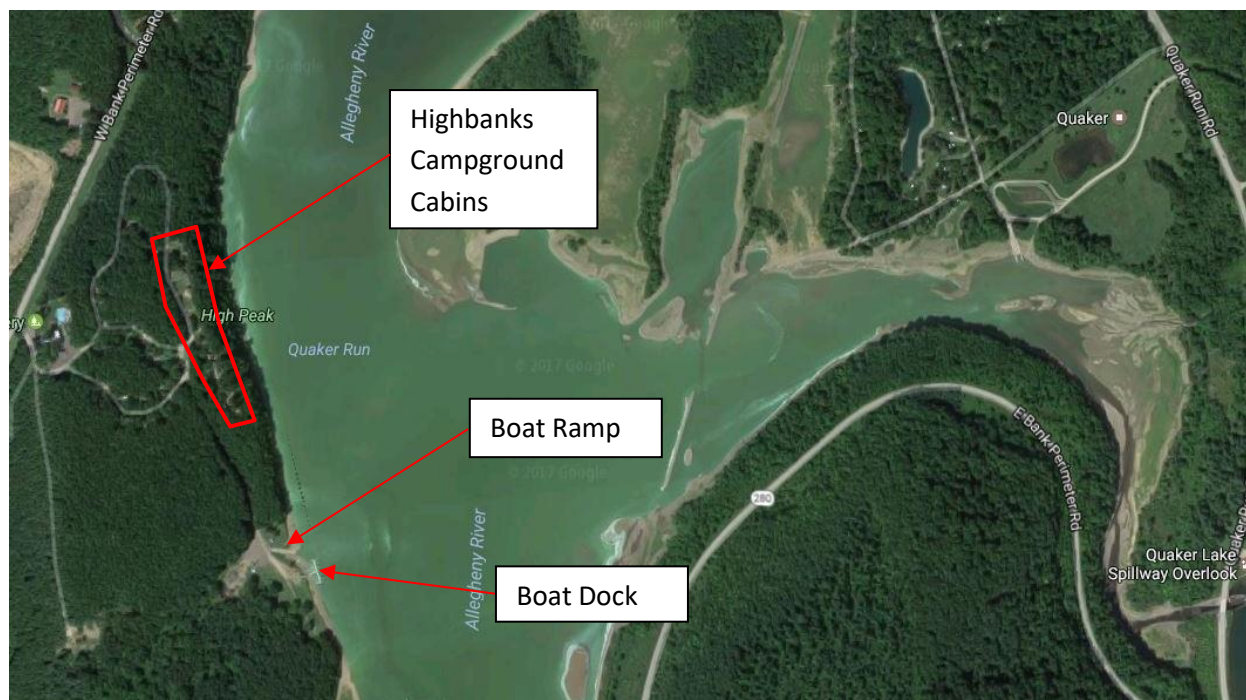 2017 Google
Allegheny River
W Bank Perimeter Rd
Highbanks
Campground
Cabins
Quaker
Quaker Run Rd
ery
High Peak
Quaker Run
© 2017 Google
Boat Ramp
© 2017 Google
280
E Bank Perimeter Rd
Allegheny River
Boat Dock
Quaker Lake
Spillway Overlook